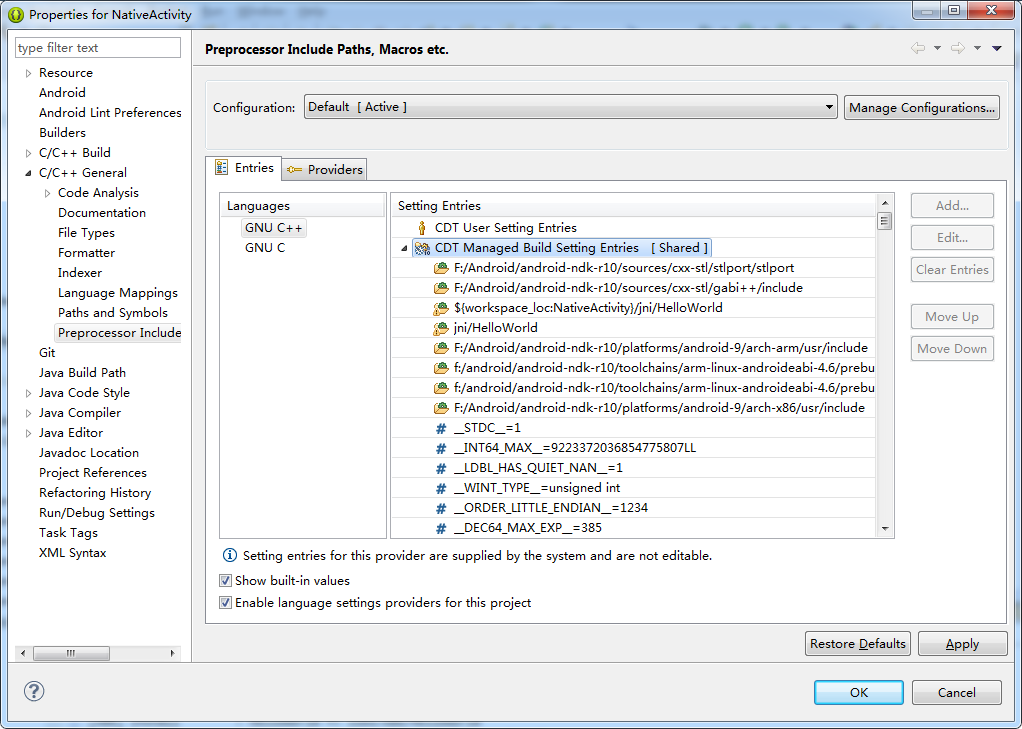 Properties for NativeActivity
type filter text
Resource
Android
Android Lint Preferences
Builders
C/C++ Build
C/C++ General
Code Analysis
Documentation
File Types
Formatter
Indexer
Language Mappings
Paths and Symbols
Preprocessor Include
Git
Java Build Path
Java Code Style
Java Compiler
Java Editor
Javadoc Location
Project References
Refactoring History
Run/Debug Settings
Task Tags
XML Syntax
Preprocessor Include Paths, Macros etc.
Configuration: Default [ Active ] Manage Configurations...
Entries Providers
Languages
GNU C++
GNU C
Setting Entries
CDT User Setting Entries
CDT Managed Build Setting Entries [ Shared ]
F:/Android/android-ndk-r10/sources/cxx-stl/stlport/stlport
F:/Android/android-ndk-r10/sources/cxx-stl/gabi++/include
${workspace_loc:NativeActivity}/jni/HelloWorld
jni/HelloWorld
F:/Android/android-ndk-r10/platforms/android-9/arch-arm/usr/include
f:/android/android-ndk-r10/toolchains/arm-linux-androideabi-4.6/prebu
f:/android/android-ndk-r10/toolchains/arm-linux-androideabi-4.6/prebu
F:/Android/android-ndk-r10/platforms/android-9/arch-x86/usr/include
# __STDC__=1
# __INT64_MAX__=9223372036854775807LL
# __LDBL_HAS_QUIET_NAN__=1
# __WINT_TYPE__=unsigned int
# __ORDER_LITTLE_ENDIAN__=1234
# __DEC64_MAX_EXP__=385
Add...
Edit...
Clear Entries
Move Up
Move Down
Setting entries for this provider are supplied by the system and are not editable.
Show built-in values
Enable language settings providers for this project
Restore Defaults Apply
OK Cancel